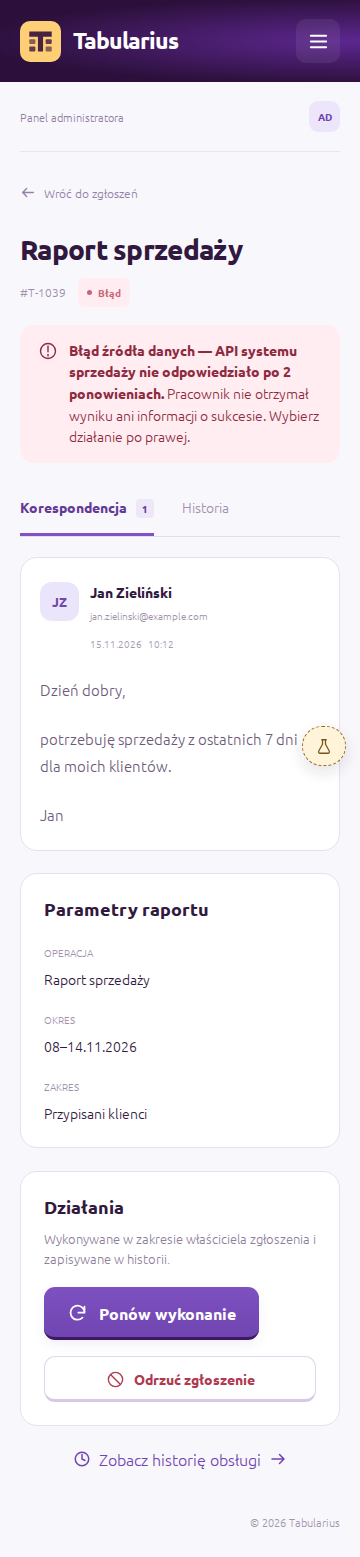 Tabularius
Panel administratora
AD
Wróć do zgłoszeń
Raport sprzedaży
#T-1039
Błąd
Błąd źródła danych — API systemu
sprzedaży nie odpowiedziało po 2
ponowieniach. Pracownik nie otrzymał
wyniku ani informacji o sukcesie. Wybierz
działanie po prawej.
Korespondencja 1
Historia
JZ
Jan Zieliński
jan.zielinski@example.com
15.11.2026 10:12
Dzień dobry,
potrzebuję sprzedaży z ostatnich 7 dni
dla moich klientów.
Jan
Parametry raportu
OPERACJA
Raport sprzedaży
OKRES
08–14.11.2026
ZAKRES
Przypisani klienci
Działania
Wykonywane w zakresie właściciela zgłoszenia i
zapisywane w historii.
Ponów wykonanie
Odrzuć zgłoszenie
Zobacz historię obsługi
© 2026 Tabularius